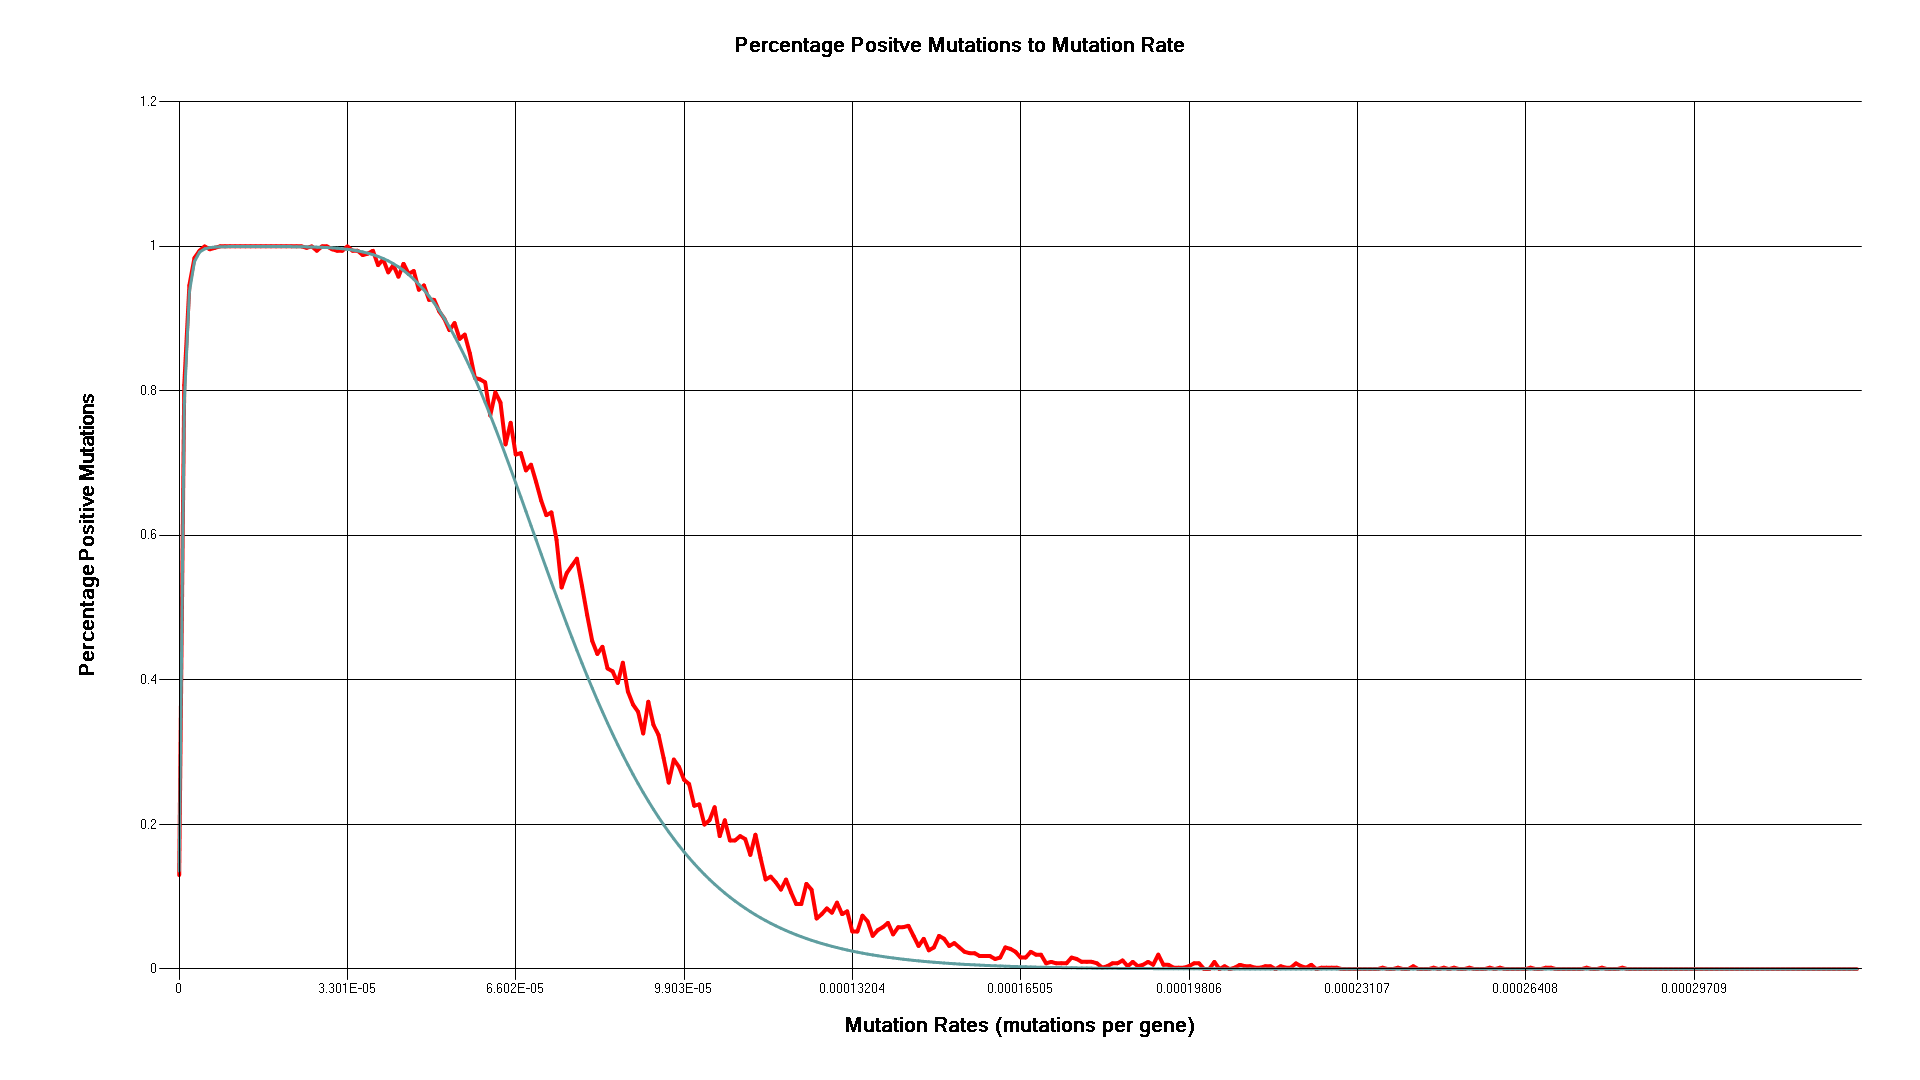 Percentage Positve Mutations to Mutation Rate
1.2
1
0.8
0.6
0.4
0.2
0
Percentage Positive Mutations
0 3.301E-05 6.602E-05 9.903E-05 0.00013204 0.00016505 0.00019806 0.00023107 0.00026408 0.00029709
Mutation Rates (mutations per gene)